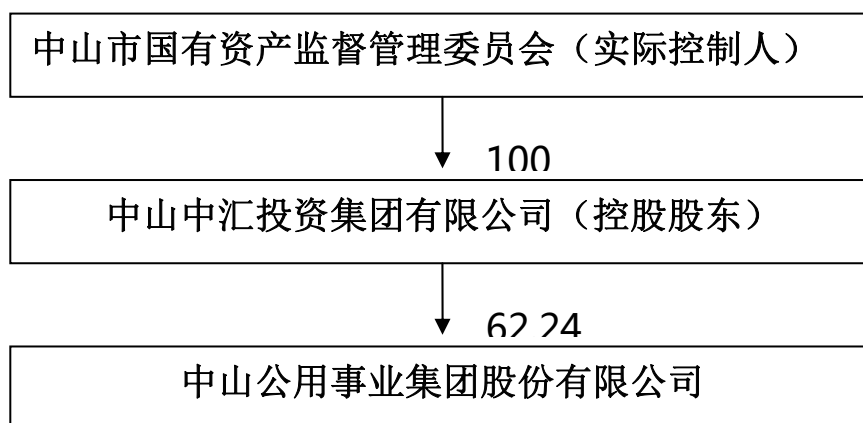 中山市国有资产监督管理委员会（实际控制人）
100
中山中汇投资集团有限公司（控股股东）
62.24
中山公用事业集团股份有限公司